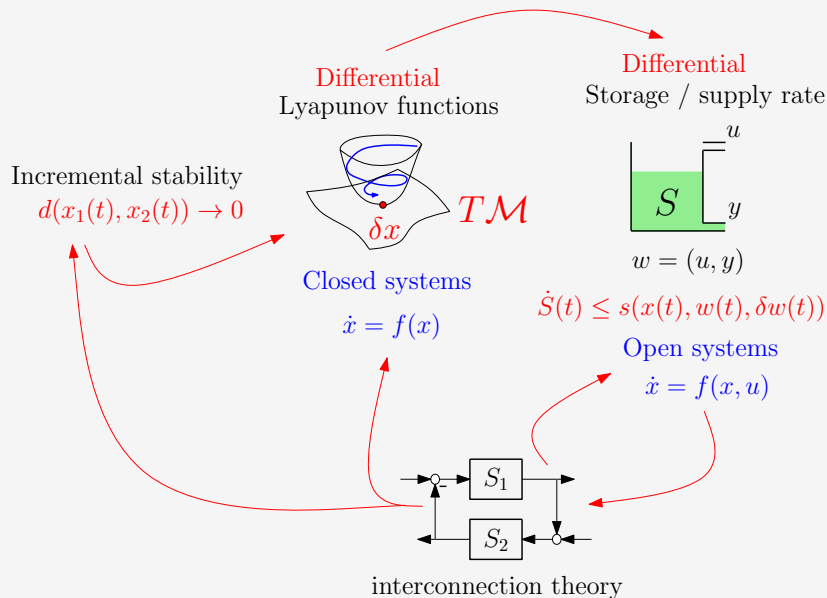 Differential
Lyapunov functions
Differential
Storage / supply rate
u
S
y
w = (u, y)
Ṡ(t) ≤ s(x(t), w(t), δw(t))
Open systems
ẋ = f(x, u)
Incremental stability
d(x₁(t), x₂(t)) → 0
δx
T𝓜
Closed systems
ẋ = f(x)
-
S₁
S₂
interconnection theory